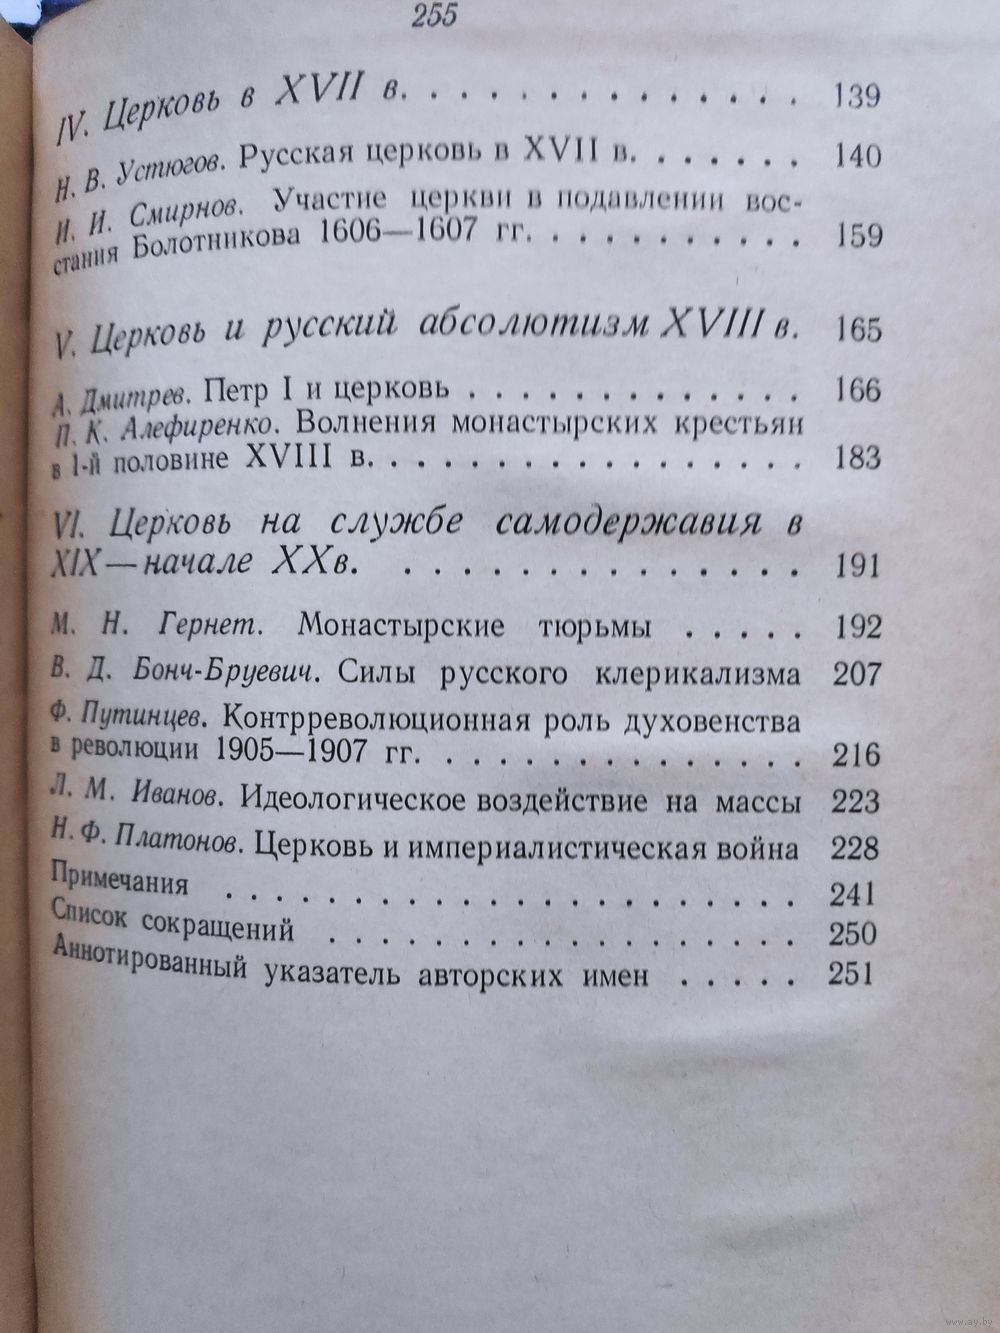 255
IV. Церковь в XVII в. . . . . . . . . . . . . . . 139
Н. В. Устюгов. Русская церковь в XVII в. . . . . . . 140
И. И. Смирнов. Участие церкви в подавлении вос-
стания Болотникова 1606—1607 гг. . . . . . . . . . . . 159
V. Церковь и русский абсолютизм XVIII в. 165
А. Дмитрев. Петр I и церковь . . . . . . . . . . . . . 166
П. К. Алефиренко. Волнения монастырских крестьян
в 1-й половине XVIII в. . . . . . . . . . . . . . . . . 183
VI. Церковь на службе самодержавия в
XIX—начале XXв. . . . . . . . . . . . . . . 191
М. Н. Гернет. Монастырские тюрьмы . . . . . 192
В. Д. Бонч-Бруевич. Силы русского клерикализма 207
Ф. Путинцев. Контрреволюционная роль духовенства
в революции 1905—1907 гг. . . . . . . . . . . . . . . . 216
Л. М. Иванов. Идеологическое воздействие на массы 223
Н. Ф. Платонов. Церковь и империалистическая война 228
Примечания . . . . . . . . . . . . . . . . . . . . . . . 241
Список сокращений . . . . . . . . . . . . . . . . . . 250
Аннотированный указатель авторских имен . . . . . 251
www.ay.by